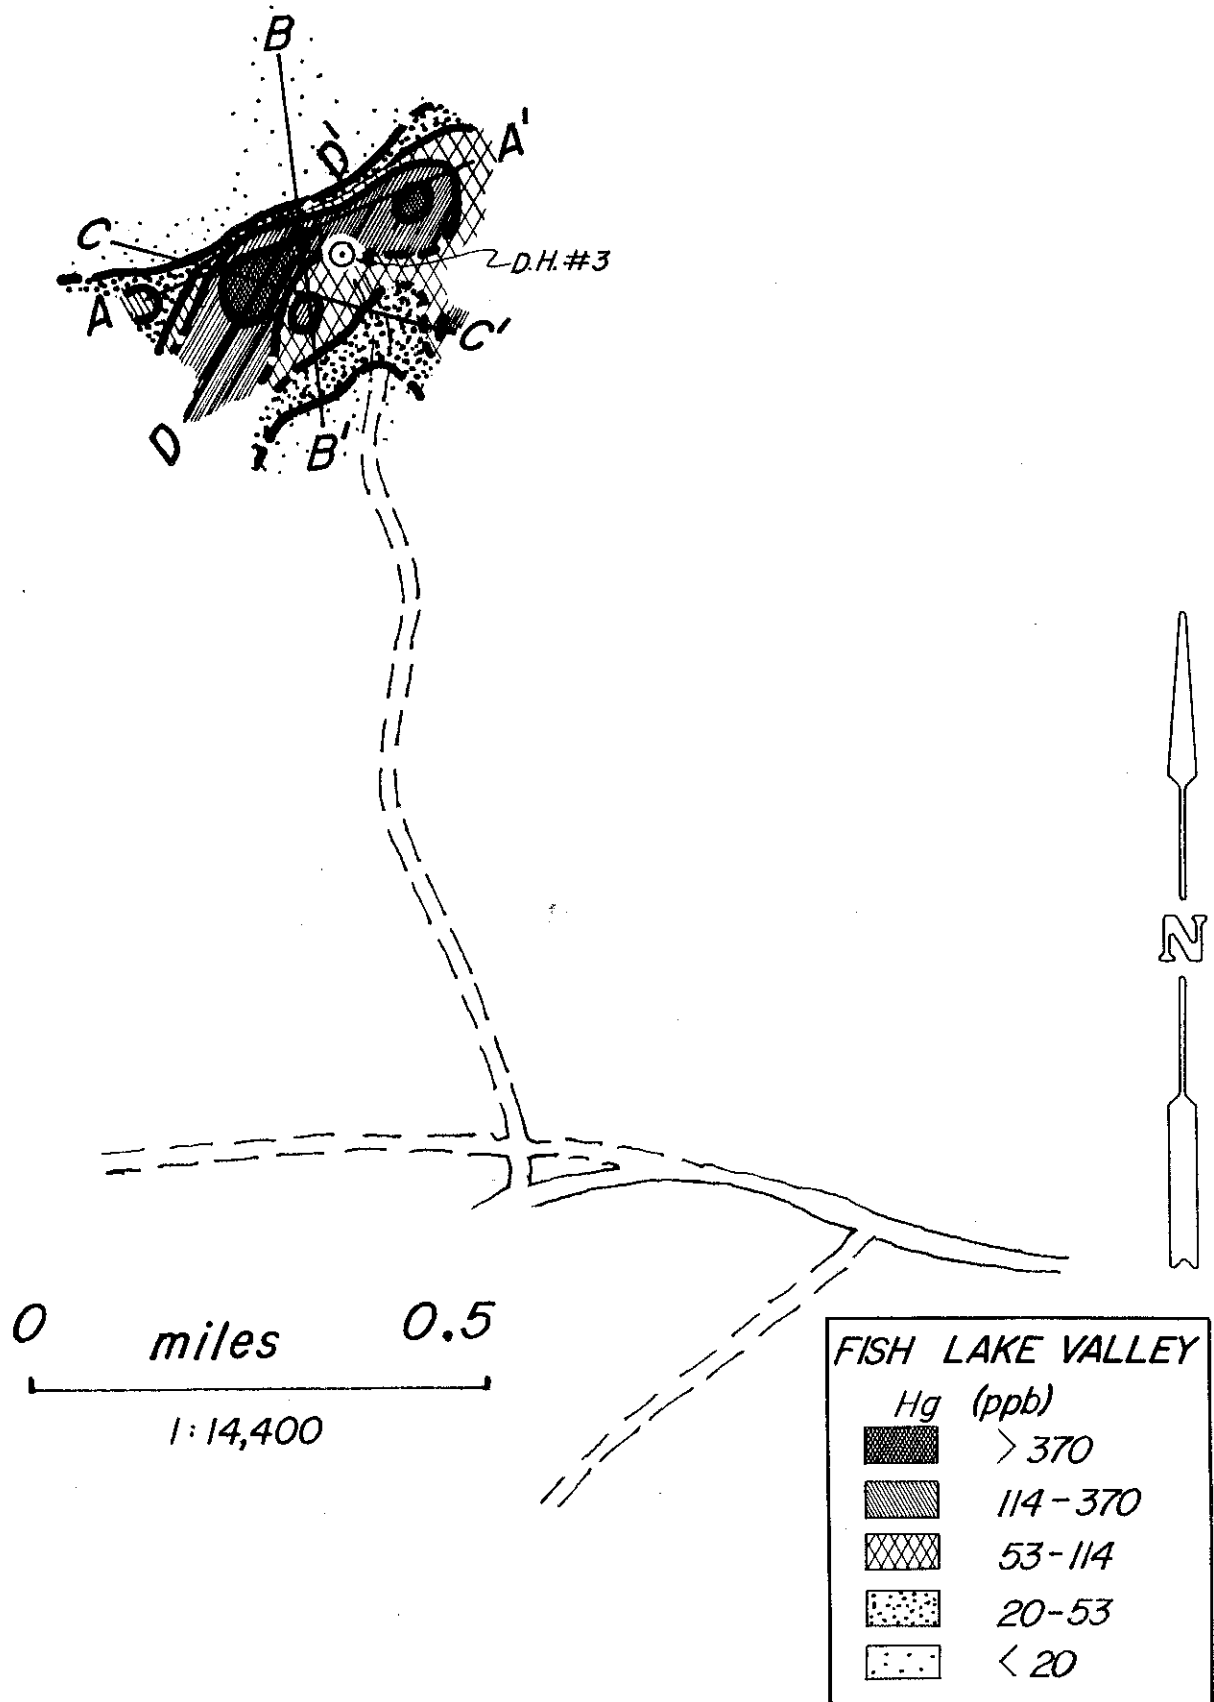 B
D'
A'
C
D.H.#3
A
C'
D
B'
N
0 miles 0.5
1:14,400
FISH LAKE VALLEY
Hg (ppb)
> 370
114-370
53-114
20-53
< 20